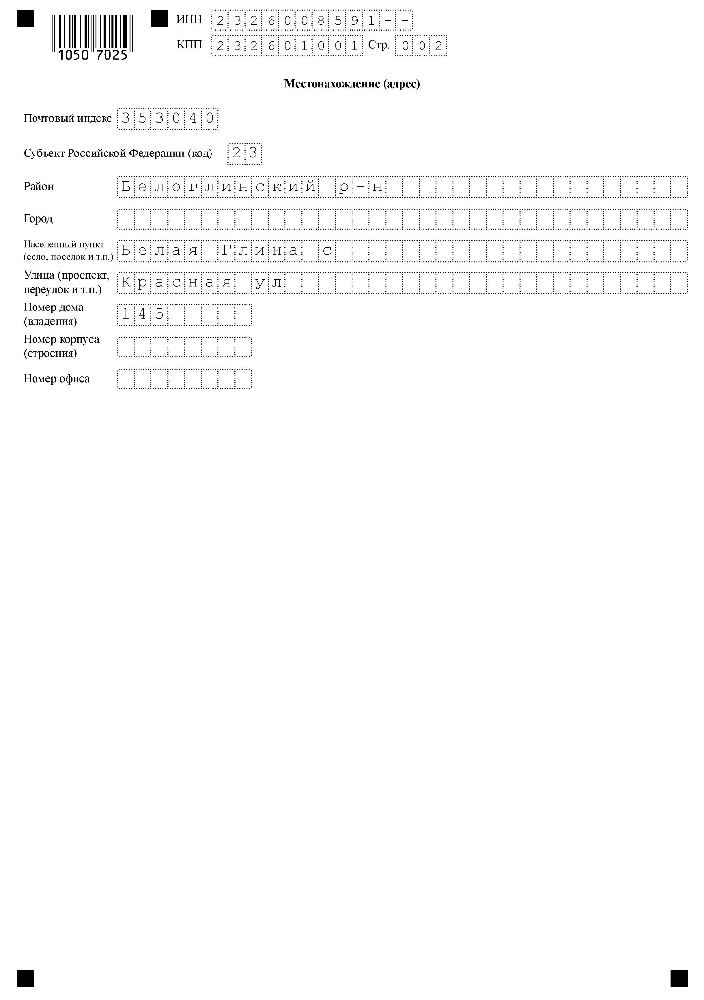 ИНН 2326008591--
1050 7025
КПП 232601001 Стр. 002
Местонахождение (адрес)
Почтовый индекс 353040
Субъект Российской Федерации (код) 23
Район Белоглинский р-н
Город
Населенный пункт
(село, поселок и т.п.) Белая Глина с
Улица (проспект,
переулок и т.п.) Красная ул
Номер дома
(владения) 145
Номер корпуса
(строения)
Номер офиса